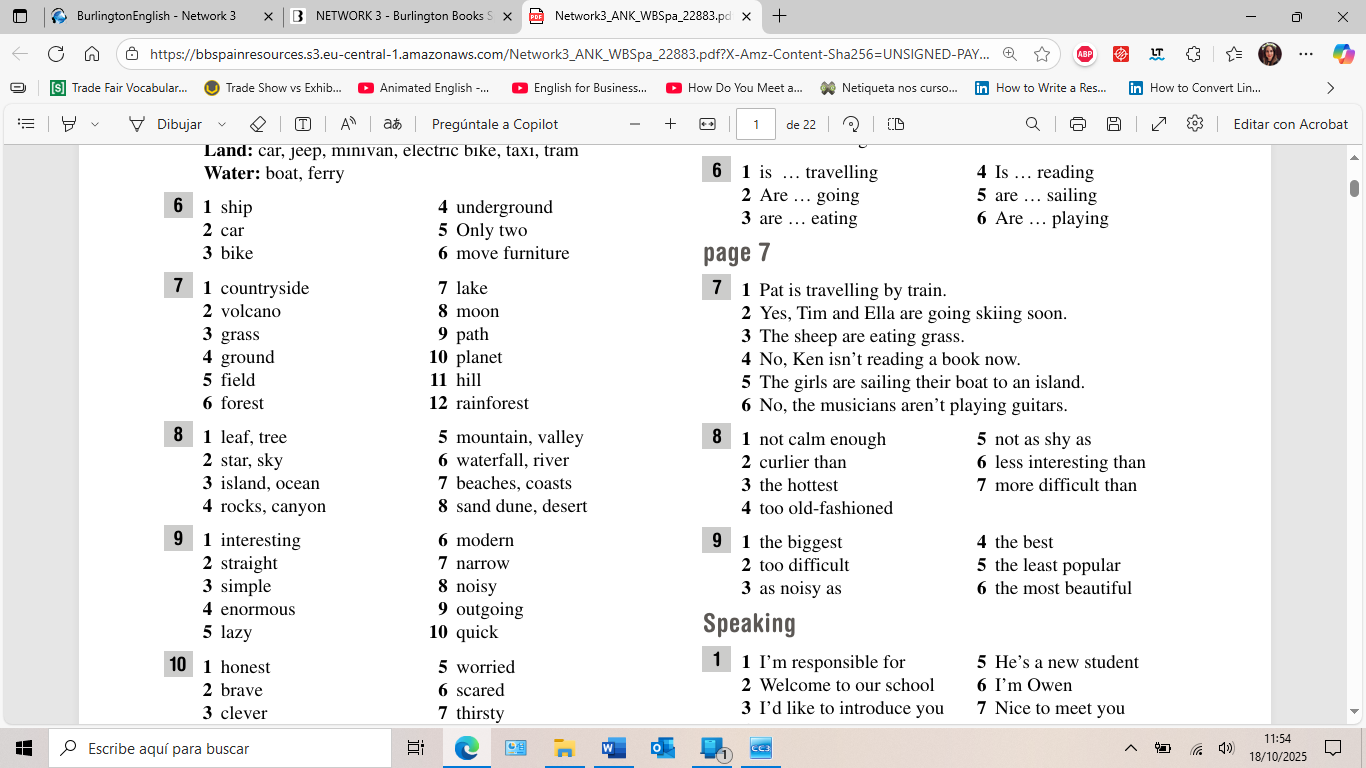 BurlingtonEnglish - Network 3
NETWORK 3 - Burlington Books S
Network3_ANK_WBSpa_22883.pd
https://bbspainresources.s3.eu-central-1.amazonaws.com/Network3_ANK_WBSpa_22883.pdf?X-Amz-Content-Sha256=UNSIGNED-PAY...
Trade Fair Vocabular...
Trade Show vs Exhib...
Animated English -...
English for Business...
How Do You Meet a...
Netiqueta nos curso...
How to Write a Res...
How to Convert Lin...
Dibujar
Pregúntale a Copilot
1 de 22
Editar con Acrobat
Land: car, jeep, minivan, electric bike, taxi, tram
Water: boat, ferry
6
1 ship
2 car
3 bike
4 underground
5 Only two
6 move furniture
7
1 countryside
2 volcano
3 grass
4 ground
5 field
6 forest
7 lake
8 moon
9 path
10 planet
11 hill
12 rainforest
8
1 leaf, tree
2 star, sky
3 island, ocean
4 rocks, canyon
5 mountain, valley
6 waterfall, river
7 beaches, coasts
8 sand dune, desert
9
1 interesting
2 straight
3 simple
4 enormous
5 lazy
6 modern
7 narrow
8 noisy
9 outgoing
10 quick
10
1 honest
2 brave
3 clever
5 worried
6 scared
7 thirsty
6
1 is … travelling
2 Are … going
3 are … eating
4 Is … reading
5 are … sailing
6 Are … playing
page 7
7
1 Pat is travelling by train.
2 Yes, Tim and Ella are going skiing soon.
3 The sheep are eating grass.
4 No, Ken isn’t reading a book now.
5 The girls are sailing their boat to an island.
6 No, the musicians aren’t playing guitars.
8
1 not calm enough
2 curlier than
3 the hottest
4 too old-fashioned
5 not as shy as
6 less interesting than
7 more difficult than
9
1 the biggest
2 too difficult
3 as noisy as
4 the best
5 the least popular
6 the most beautiful
Speaking
1
1 I’m responsible for
2 Welcome to our school
3 I’d like to introduce you
5 He’s a new student
6 I’m Owen
7 Nice to meet you
Escribe aquí para buscar
11:54
18/10/2025